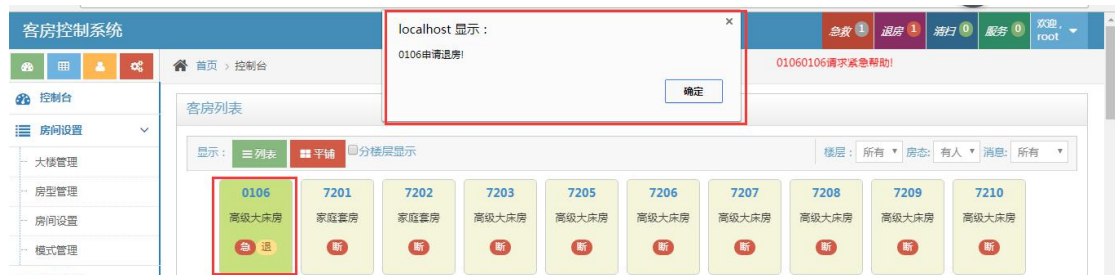 客房控制系统
localhost 显示：
×
0106申请退房!
确定
急救 1 退房 1 清扫 0 服务 0 欢迎, root
首页 › 控制台
01060106请求紧急帮助!
控制台
房间设置
大楼管理
房型管理
房间设置
模式管理
客房列表
显示： 列表 平铺 分楼层显示 楼层： 所有 房态: 有人 消息: 所有
0106 7201 7202 7203 7205 7206 7207 7208 7209 7210
高级大床房 家庭套房 家庭套房 高级大床房 高级大床房 高级大床房 高级大床房 高级大床房 高级大床房 高级大床房
急 退 断 断 断 断 断 断 断 断 断